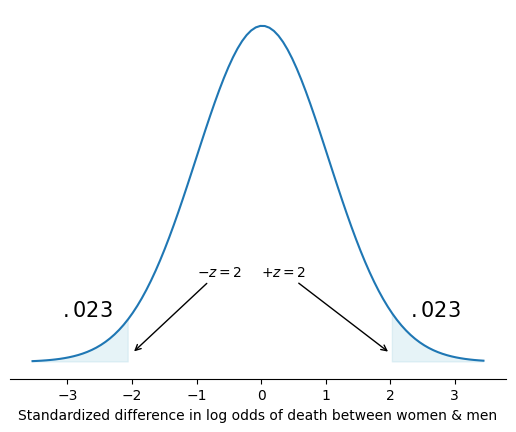 −z = 2 +z = 2
.023 .023
−3 −2 −1 0 1 2 3
Standardized difference in log odds of death between women & men